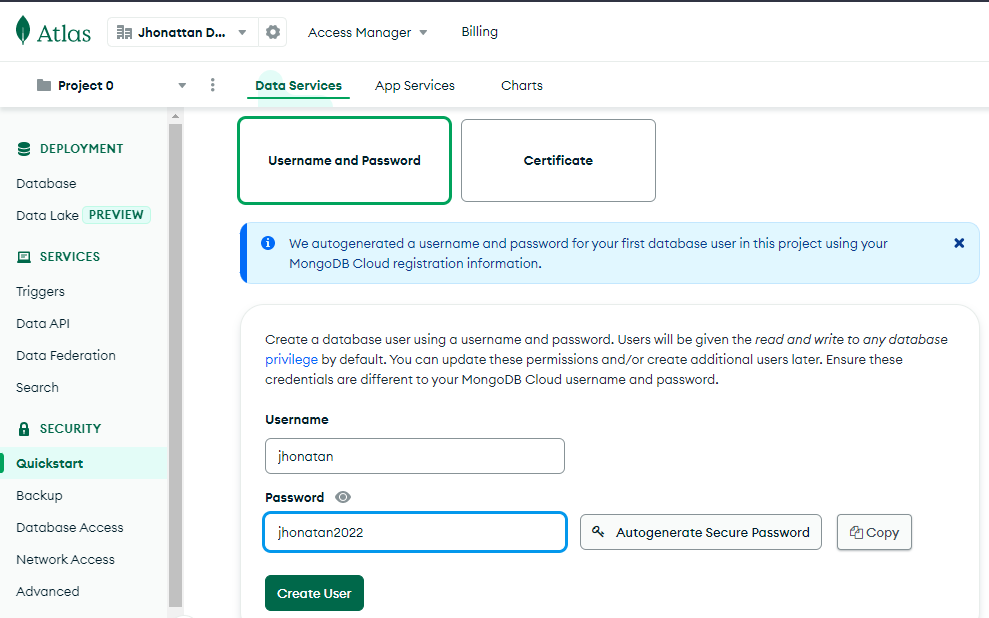 Atlas
Jhonattan D...
Access Manager
Billing
Project 0
Data Services
App Services
Charts
DEPLOYMENT
Database
Data Lake PREVIEW
SERVICES
Triggers
Data API
Data Federation
Search
SECURITY
Quickstart
Backup
Database Access
Network Access
Advanced
Username and Password
Certificate
We autogenerated a username and password for your first database user in this project using your
MongoDB Cloud registration information.
Create a database user using a username and password. Users will be given the read and write to any database
privilege by default. You can update these permissions and/or create additional users later. Ensure these
credentials are different to your MongoDB Cloud username and password.
Username
jhonatan
Password
jhonatan2022
Autogenerate Secure Password
Copy
Create User